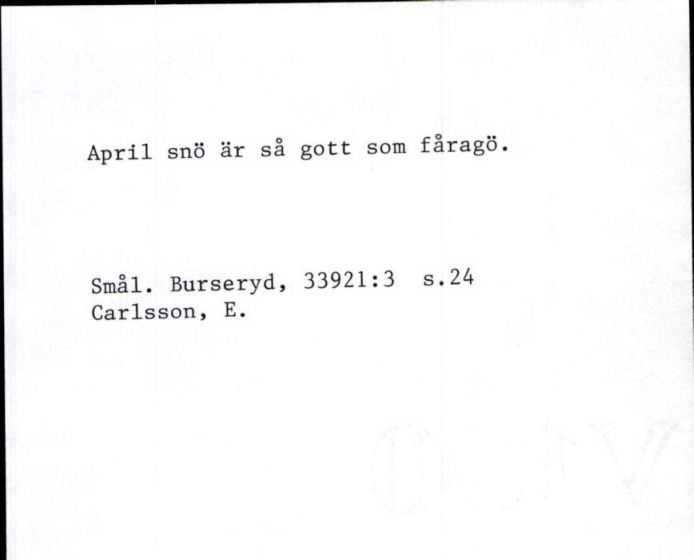 April snö är så gott som fåragö.
Smål. Burseryd, 33921:3 s.24
Carlsson, E.